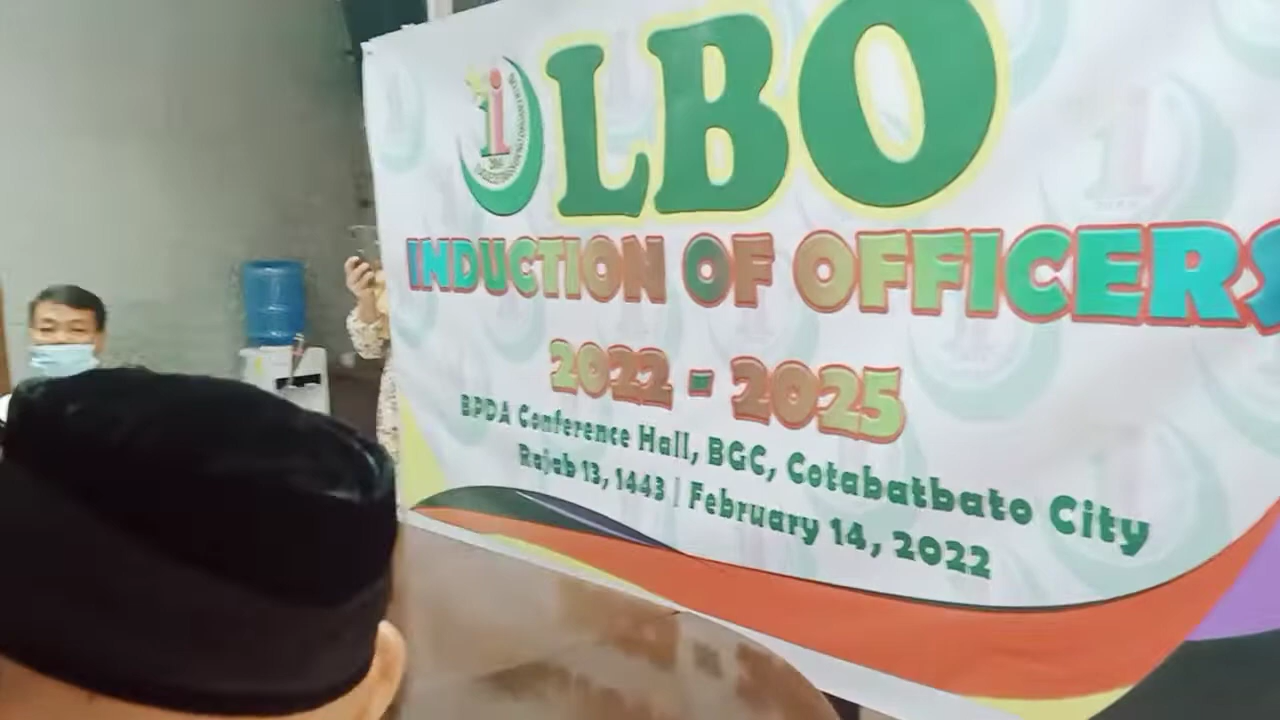 LBO
INDUCTION OF OFFICERS
2022 - 2025
BPDA Conference Hall, BGC, Cotabatbato City
Rajab 13, 1443 | February 14, 2022